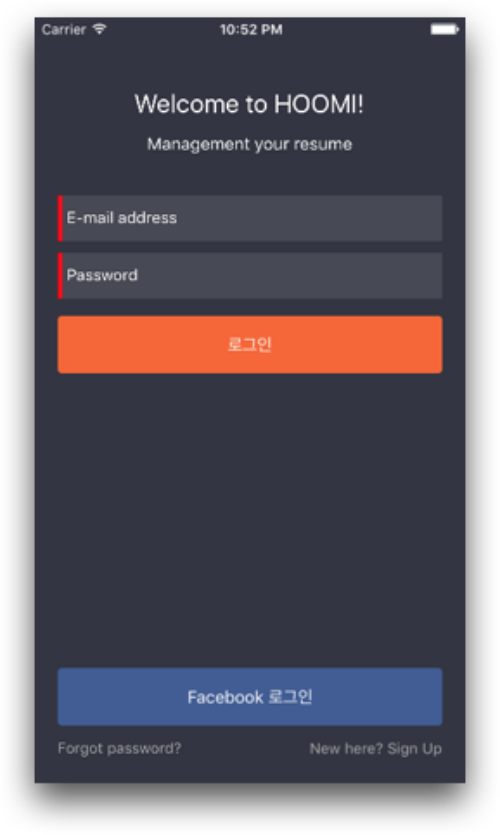 Carrier 10:52 PM
Welcome to HOOMI!
Management your resume
E-mail address
Password
로그인
Facebook 로그인
Forgot password? New here? Sign Up